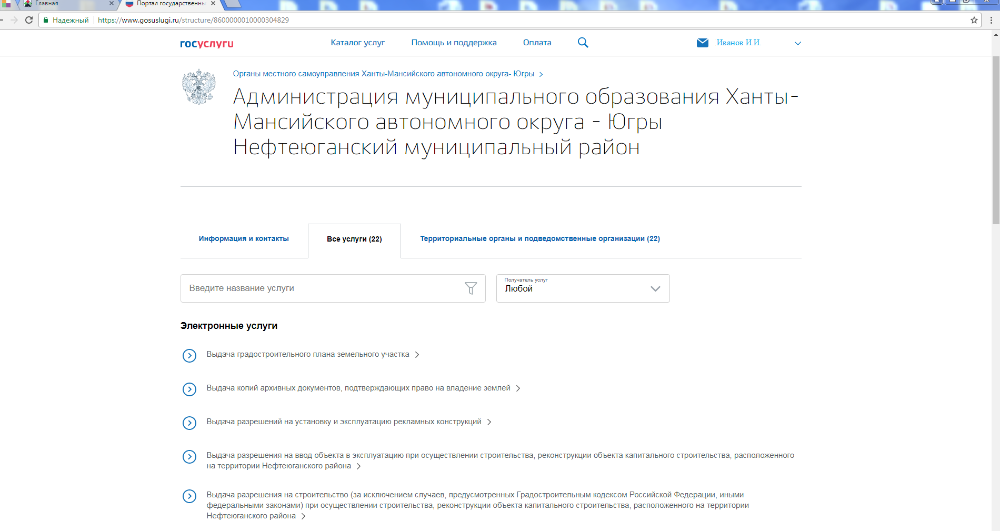 Главная
Портал государственны
Надежный
https://www.gosuslugi.ru/structure/8600000010000304829
госуслуги
Каталог услуг
Помощь и поддержка
Оплата
Иванов И.И.
Органы местного самоуправления Ханты-Мансийского автономного округа- Югры
Администрация муниципального образования Ханты-
Мансийского автономного округа - Югры
Нефтеюганский муниципальный район
Информация и контакты
Все услуги (22)
Территориальные органы и подведомственные организации (22)
Введите название услуги
Получатель услуг
Любой
Электронные услуги
Выдача градостроительного плана земельного участка
Выдача копий архивных документов, подтверждающих право на владение землей
Выдача разрешений на установку и эксплуатацию рекламных конструкций
Выдача разрешения на ввод объекта в эксплуатацию при осуществлении строительства, реконструкции объекта капитального строительства, расположенного
на территории Нефтеюганского района
Выдача разрешения на строительство (за исключением случаев, предусмотренных Градостроительным кодексом Российской Федерации, иными
федеральными законами) при осуществлении строительства, реконструкции объекта капитального строительства, расположенного на территории
Нефтеюганского района